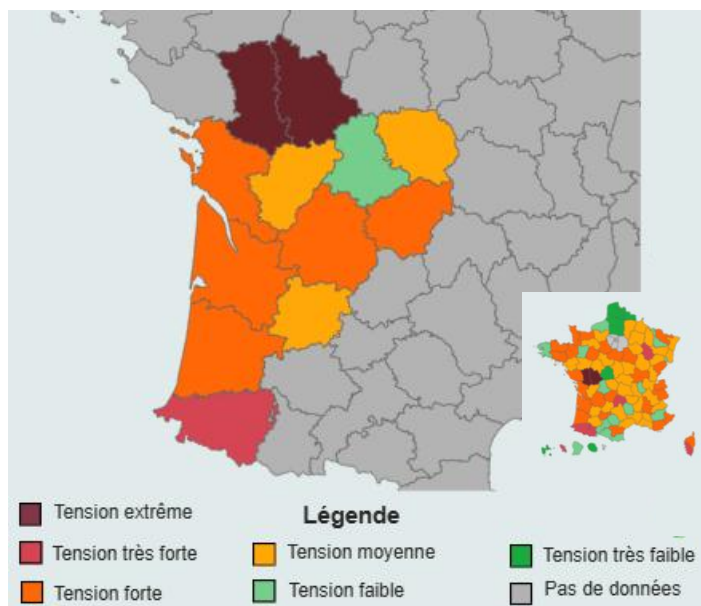 Légende
Tension extrême
Tension très forte
Tension forte
Tension moyenne
Tension faible
Tension très faible
Pas de données